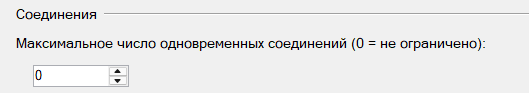 Соединения
Максимальное число одновременных соединений (0 = не ограничено):
0